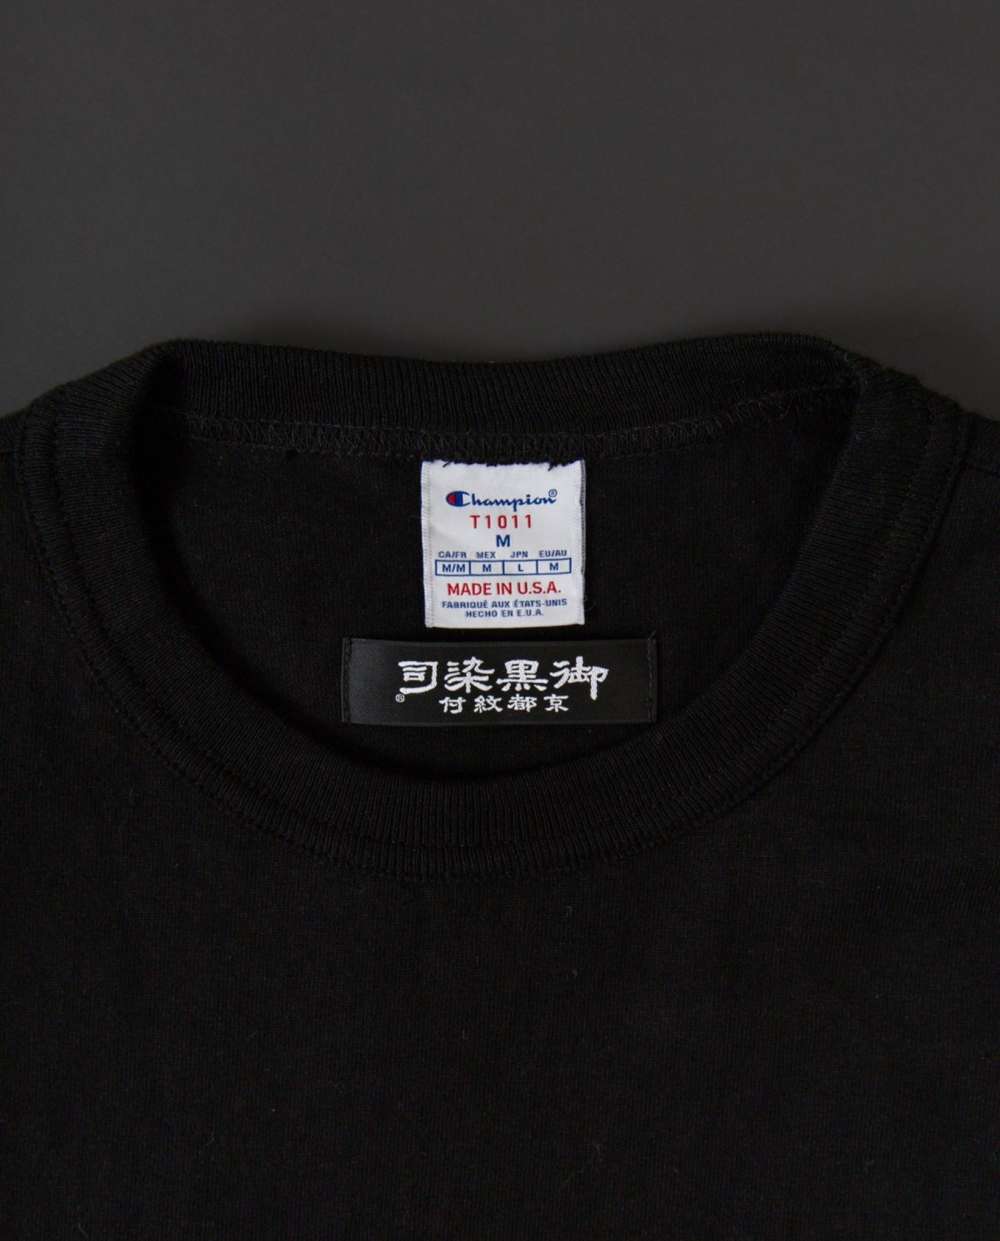 Champion®
T1011
M
CA/FR MEX JPN EU/AU
M/M M L M
MADE IN U.S.A.
FABRIQUÉ AUX ÉTATS-UNIS
HECHO EN E.U.A.
御黒染司
京都紋付®